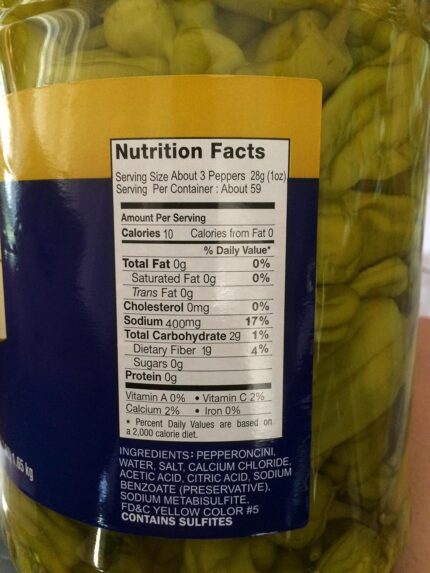 Nutrition Facts
Serving Size About 3 Peppers 28g (1oz)
Serving Per Container : About 59
Amount Per Serving
Calories 10 Calories from Fat 0
% Daily Value*
Total Fat 0g 0%
Saturated Fat 0g 0%
Trans Fat 0g
Cholesterol 0mg 0%
Sodium 400mg 17%
Total Carbohydrate 2g 1%
Dietary Fiber 1g 4%
Sugars 0g
Protein 0g
Vitamin A 0% • Vitamin C 2%
Calcium 2% • Iron 0%
* Percent Daily Values are based on
a 2,000 calorie diet.
INGREDIENTS: PEPPERONCINI,
WATER, SALT, CALCIUM CHLORIDE,
ACETIC ACID, CITRIC ACID, SODIUM
BENZOATE (PRESERVATIVE),
SODIUM METABISULFITE,
FD&C YELLOW COLOR #5
CONTAINS SULFITES
1.65 kg